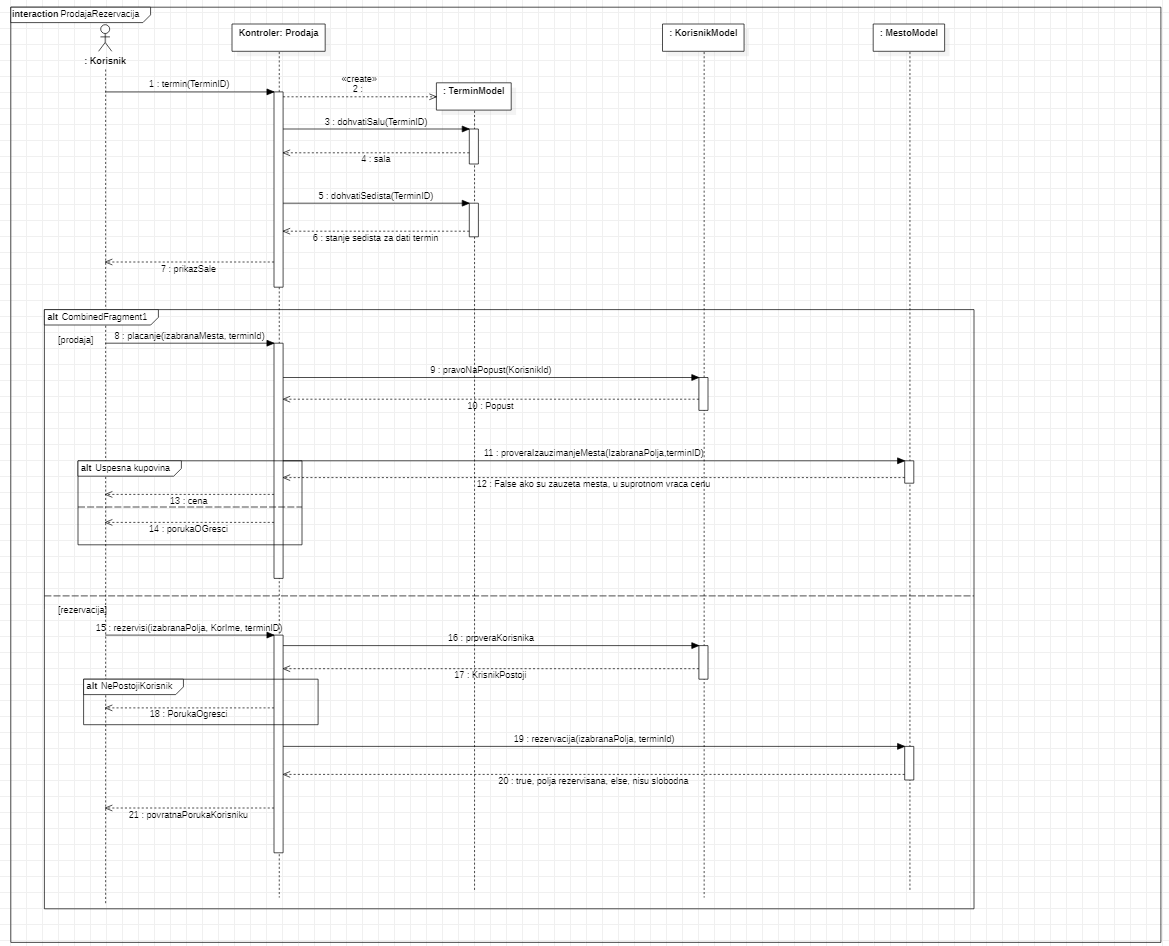 interaction ProdajaRezervacija
: Korisnik
Kontroler: Prodaja
: KorisnikModel
: MestoModel
1 : termin(TerminID)
«create»
2 :
: TerminModel
3 : dohvatiSalu(TerminID)
4 : sala
5 : dohvatiSedista(TerminID)
6 : stanje sedista za dati termin
7 : prikazSale
alt CombinedFragment1
[prodaja]
8 : placanje(izabranaMesta, terminId)
9 : pravoNaPopust(KorisnikId)
10 : Popust
11 : proveraIzauzimanjeMesta(IzabranaPolja,terminID)
alt Uspesna kupovina
12 : False ako su zauzeta mesta, u suprotnom vraca cenu
13 : cena
14 : porukaOGresci
[rezervacija]
15 : rezervisi(izabranaPolja, KorIme, terminID)
16 : proveraKorisnika
17 : KrisnikPostoji
alt NePostojiKorisnik
18 : PorukaOgresci
19 : rezervacija(izabranaPolja, terminId)
20 : true, polja rezervisana, else, nisu slobodna
21 : povratnaPorukaKorisniku